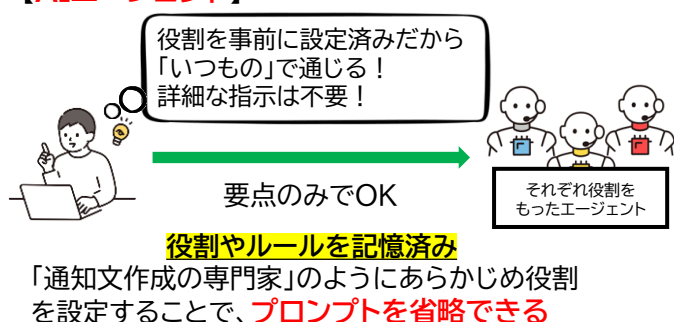 役割を事前に設定済みだから
「いつもの」で通じる！
詳細な指示は不要！
要点のみでOK
それぞれ役割を
もったエージェント
役割やルールを記憶済み
「通知文作成の専門家」のようにあらかじめ役割
を設定することで、プロンプトを省略できる